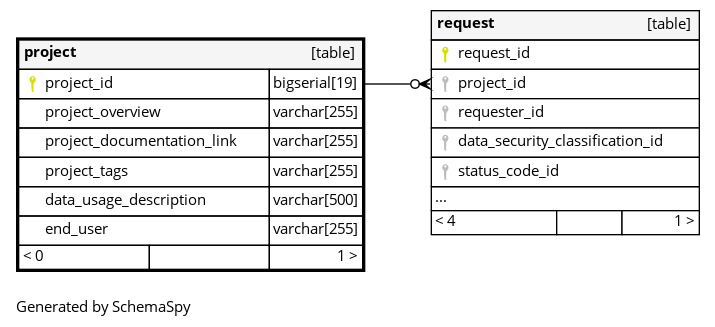 project [table]
project_id bigserial[19]
project_overview varchar[255]
project_documentation_link varchar[255]
project_tags varchar[255]
data_usage_description varchar[500]
end_user varchar[255]
< 0 1 >
request [table]
request_id
project_id
requester_id
data_security_classification_id
status_code_id
...
< 4 1 >
Generated by SchemaSpy